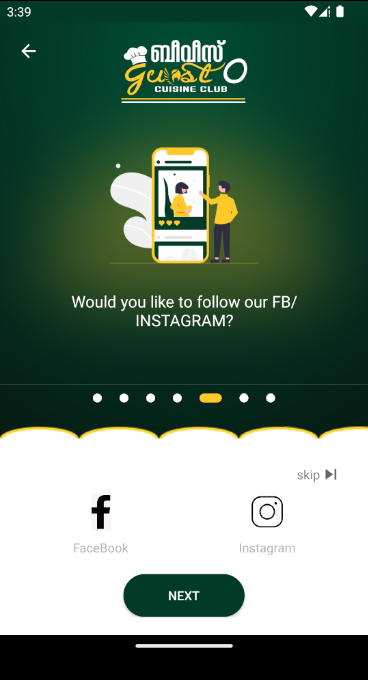 3:39
ബീവീസ്
gusto
CUISINE CLUB
Would you like to follow our FB/
INSTAGRAM?
skip
FaceBook
Instagram
NEXT